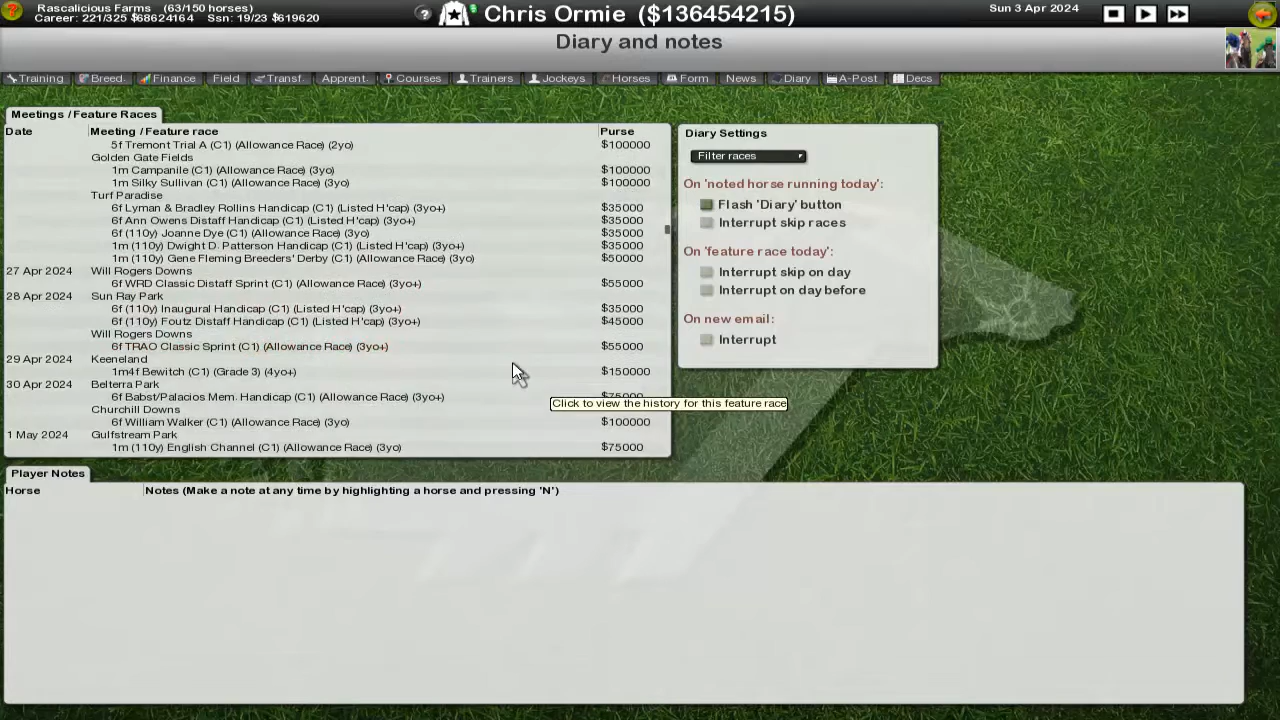 Rascalicious Farms (63/150 horses)
Career: 221/325 $68624164 Ssn: 19/23 $619620
Chris Ormie ($136454215)
Sun 3 Apr 2024
Diary and notes
Training Breed. Finance Field Transf. Apprent. Courses Trainers Jockeys Horses Form News Diary A-Post Decs
Meetings / Feature Races
Date Meeting / Feature race Purse
5f Tremont Trial A (C1) (Allowance Race) (2yo) $100000
Golden Gate Fields
1m Campanile (C1) (Allowance Race) (3yo) $100000
1m Silky Sullivan (C1) (Allowance Race) (3yo) $100000
Turf Paradise
6f Lyman & Bradley Rollins Handicap (C1) (Listed H'cap) (3yo+) $35000
6f Ann Owens Distaff Handicap (C1) (Listed H'cap) (3yo+) $35000
6f (110y) Joanne Dye (C1) (Allowance Race) (3yo) $35000
1m (110y) Dwight D. Patterson Handicap (C1) (Listed H'cap) (3yo+) $35000
1m (110y) Gene Fleming Breeders' Derby (C1) (Allowance Race) (3yo) $50000
27 Apr 2024 Will Rogers Downs
6f WRD Classic Distaff Sprint (C1) (Allowance Race) (3yo+) $55000
28 Apr 2024 Sun Ray Park
6f (110y) Inaugural Handicap (C1) (Listed H'cap) (3yo+) $35000
6f (110y) Foutz Distaff Handicap (C1) (Listed H'cap) (3yo+) $45000
Will Rogers Downs
6f TRAO Classic Sprint (C1) (Allowance Race) (3yo+) $55000
29 Apr 2024 Keeneland
1m4f Bewitch (C1) (Grade 3) (4yo+) $150000
30 Apr 2024 Belterra Park
6f Babst/Palacios Mem. Handicap (C1) (Allowance Race) (3yo+) $75000
Click to view the history for this feature race
Churchill Downs
6f William Walker (C1) (Allowance Race) (3yo) $100000
1 May 2024 Gulfstream Park
1m (110y) English Channel (C1) (Allowance Race) (3yo) $75000
Diary Settings
Filter races
On 'noted horse running today':
Flash 'Diary' button
Interrupt skip races
On 'feature race today':
Interrupt skip on day
Interrupt on day before
On new email:
Interrupt
Player Notes
Horse Notes (Make a note at any time by highlighting a horse and pressing 'N')